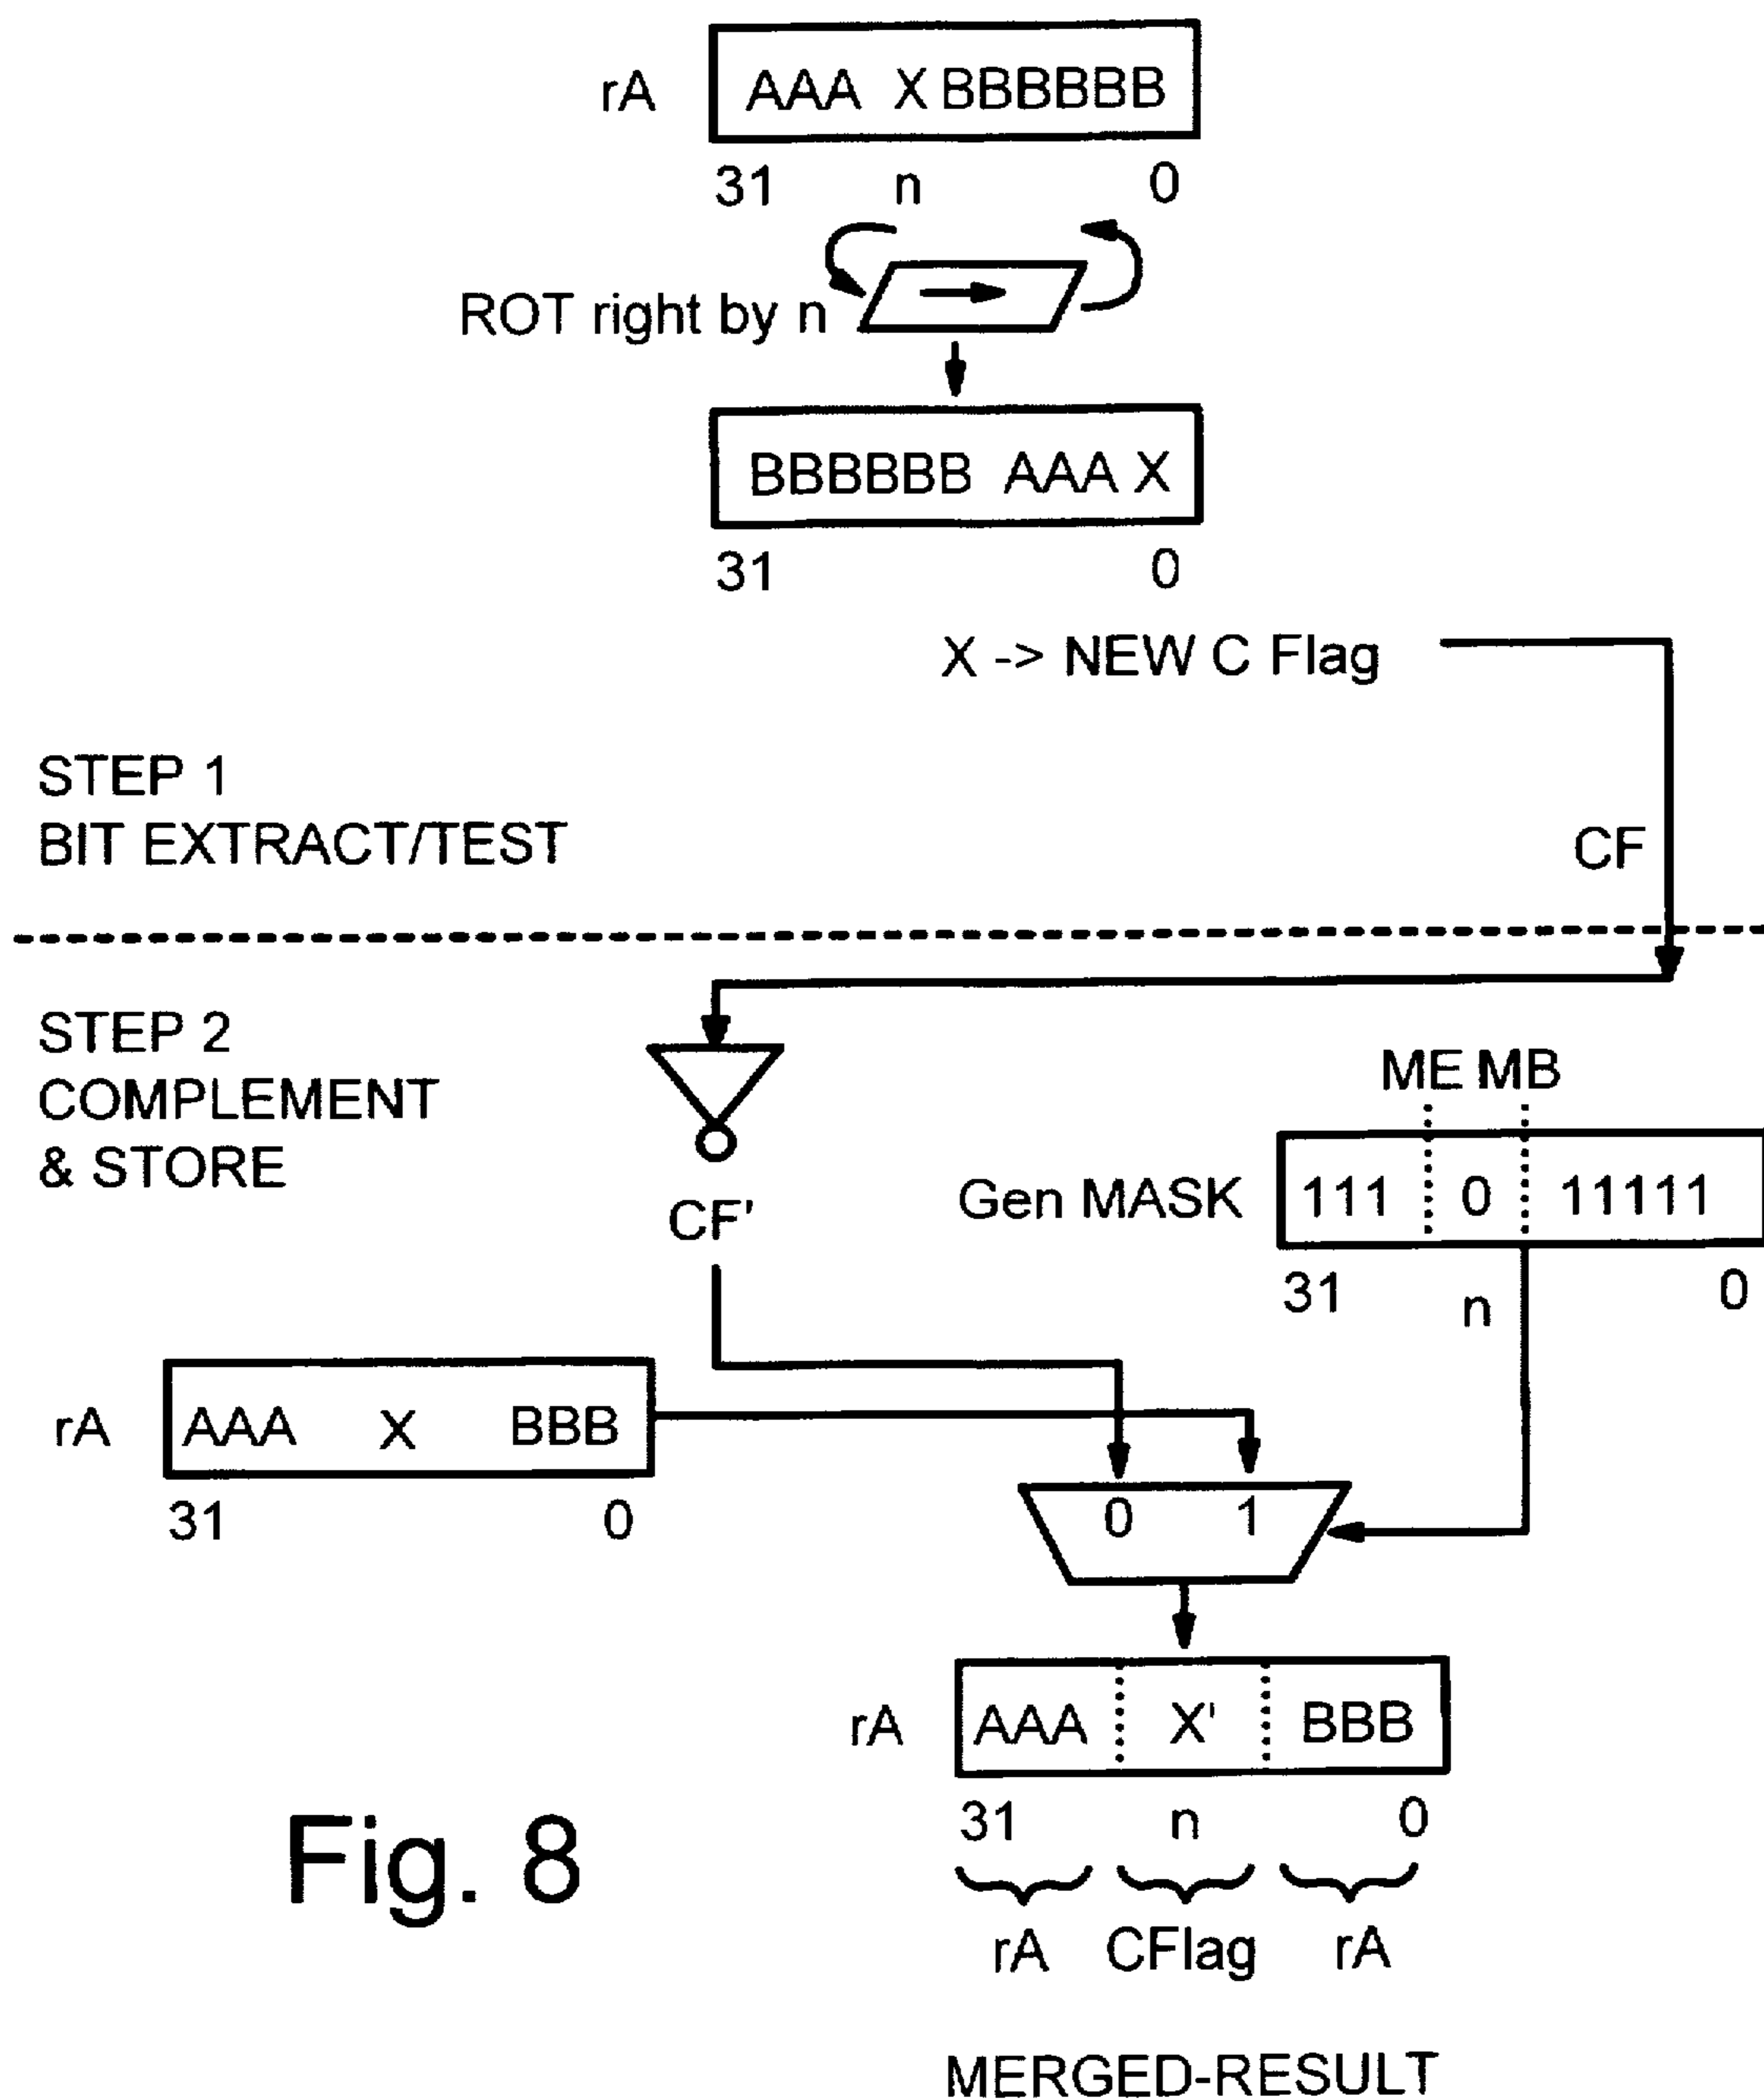 rA AAA X BBBBBB
31 n 0
ROT right by n
BBBBBB AAA X
31 0
X -> NEW C Flag
STEP 1
BIT EXTRACT/TEST
CF
STEP 2
COMPLEMENT
& STORE
ME MB
CF'
Gen MASK 111 0 11111
31 n 0
rA AAA X BBB
31 0
0 1
rA AAA X' BBB
31 n 0
rA CFlag rA
Fig. 8
MERGED-RESULT